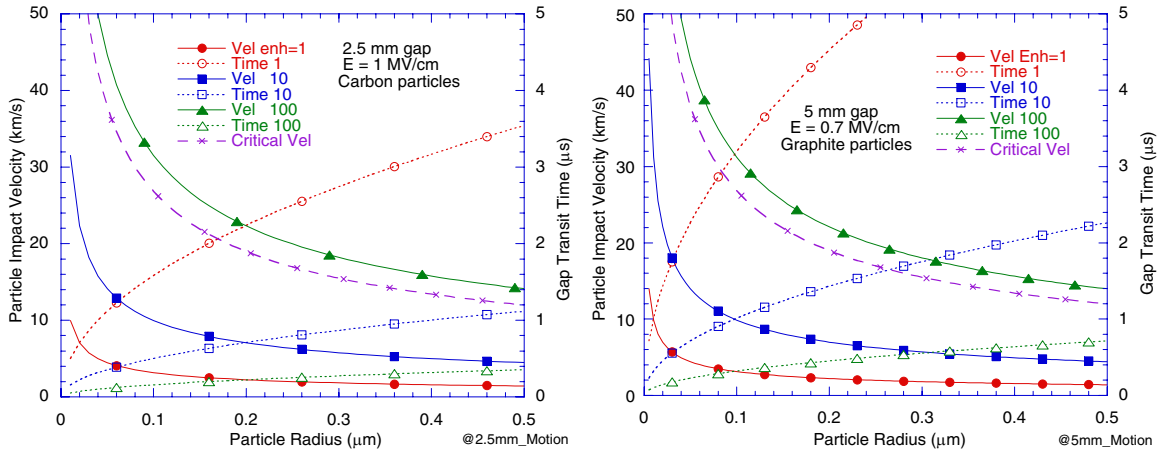 50
40
30
20
10
0
Particle Impact Velocity (km/s)
0
0.1
0.2
0.3
0.4
0.5
Particle Radius (μm)
@2.5mm_Motion
5
4
3
2
1
0
Gap Transit Time (μs)
Vel enh=1
Time 1
Vel 10
Time 10
Vel 100
Time 100
Critical Vel
2.5 mm gap
E = 1 MV/cm
Carbon particles
50
40
30
20
10
0
Particle Impact Velocity (km/s)
0
0.1
0.2
0.3
0.4
0.5
Particle Radius (μm)
@5mm_Motion
5
4
3
2
1
0
Gap Transit Time (μs)
Vel Enh=1
Time 1
Vel 10
Time 10
Vel 100
Time 100
Critical Vel
5 mm gap
E = 0.7 MV/cm
Graphite particles